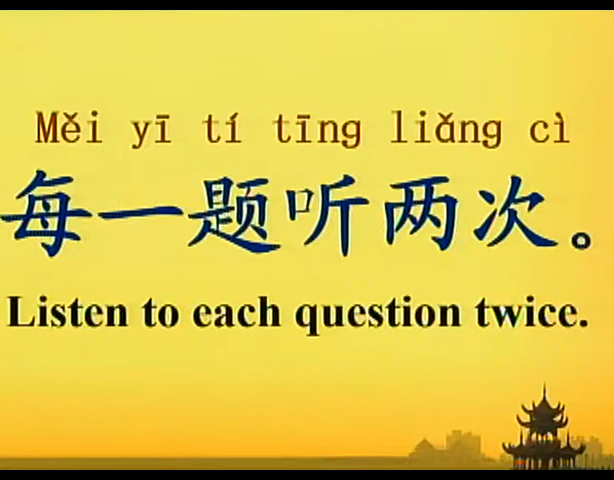 Měi yī tí tīng liǎng cì
每一题听两次。
Listen to each question twice.